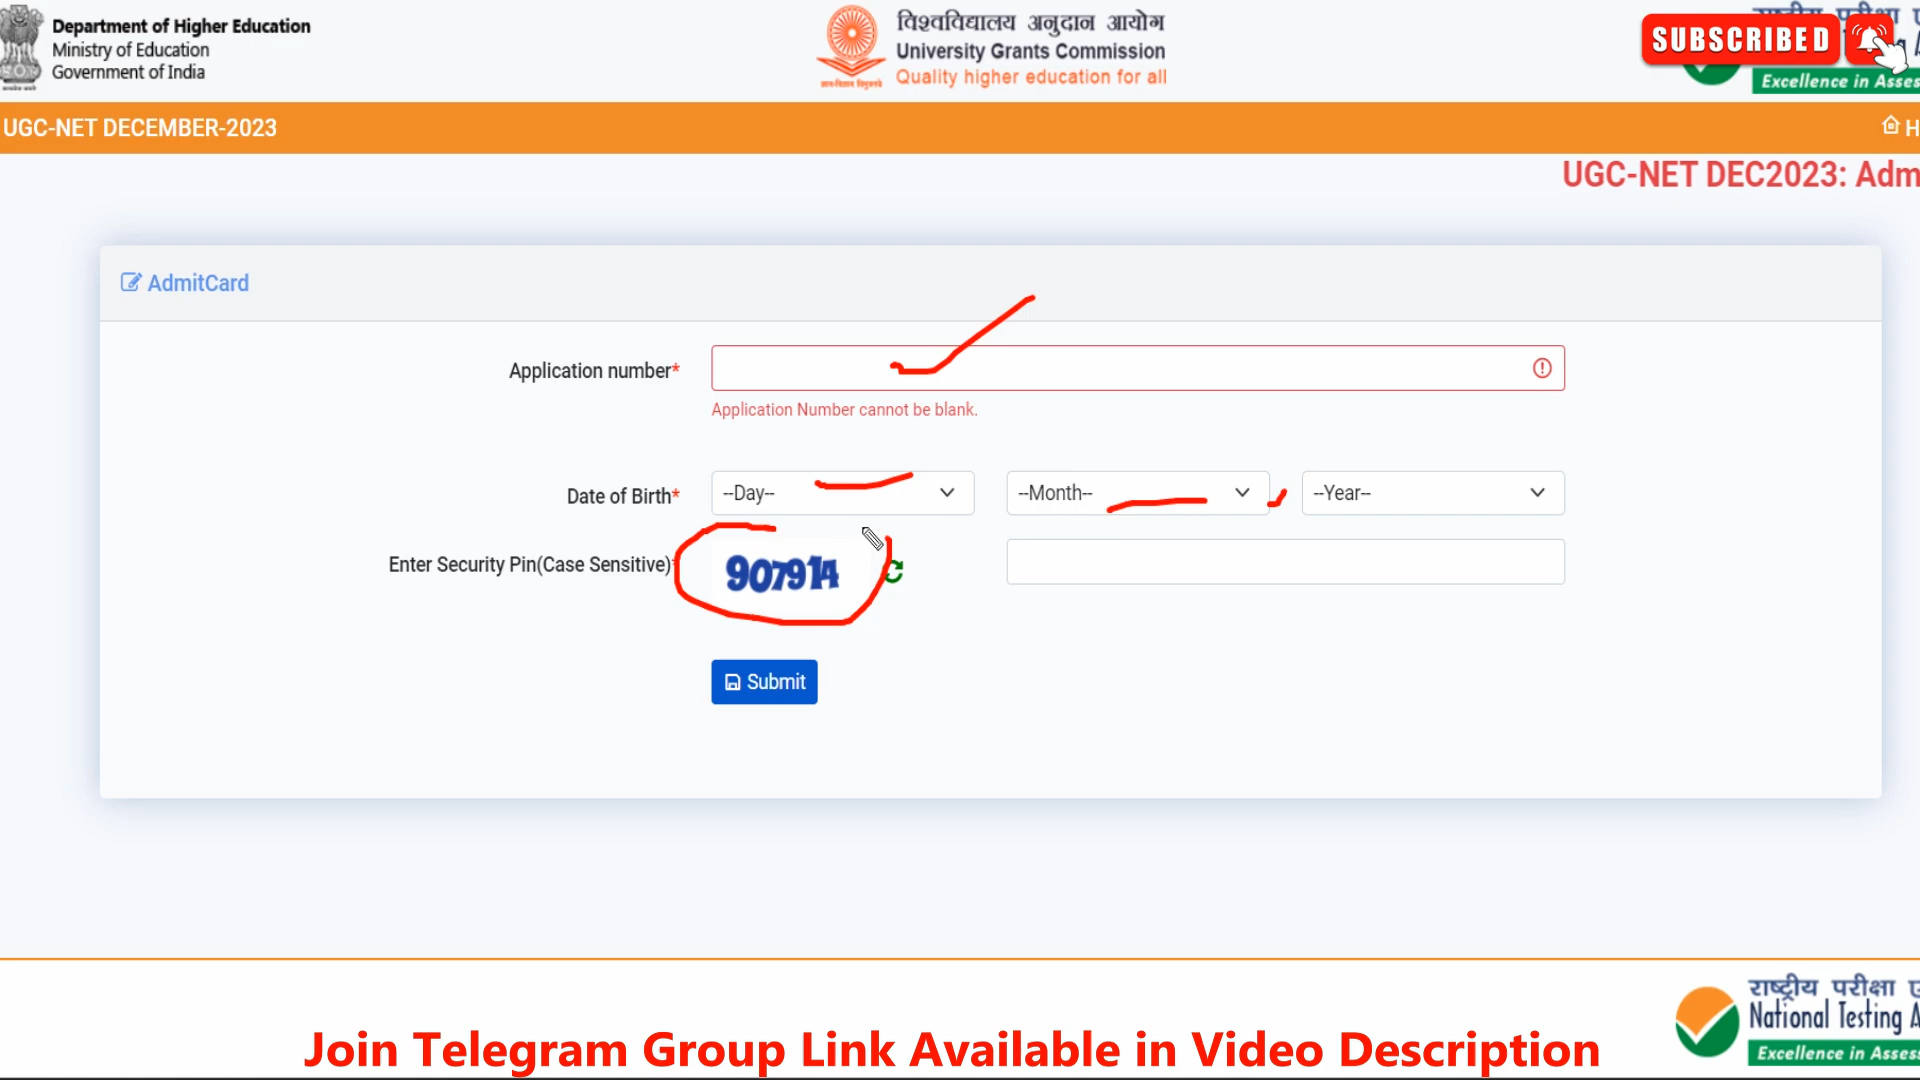 Department of Higher Education
Ministry of Education
Government of India
विश्वविद्यालय अनुदान आयोग
University Grants Commission
Quality higher education for all
ज्ञान-विज्ञान विमुक्तये
SUBSCRIBED
Excellence in
UGC-NET DECEMBER-2023
UGC-NET DEC2023:
AdmitCard
Application number*
Application Number cannot be blank.
Date of Birth* --Day-- --Month-- --Year--
Enter Security Pin(Case Sensitive) 907914
Submit
राष्ट्रीय परीक्षा
National Testing
Excellence in
Join Telegram Group Link Available in Video Description